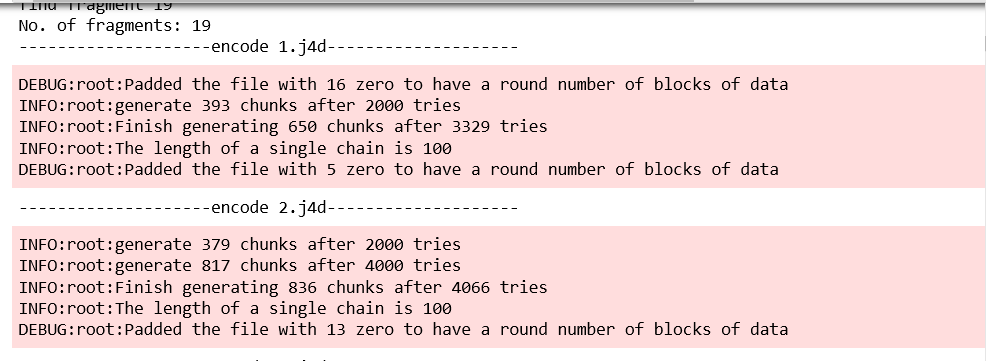 find fragment 19
No. of fragments: 19
--------------------encode 1.j4d--------------------
DEBUG:root:Padded the file with 16 zero to have a round number of blocks of data
INFO:root:generate 393 chunks after 2000 tries
INFO:root:Finish generating 650 chunks after 3329 tries
INFO:root:The length of a single chain is 100
DEBUG:root:Padded the file with 5 zero to have a round number of blocks of data
--------------------encode 2.j4d--------------------
INFO:root:generate 379 chunks after 2000 tries
INFO:root:generate 817 chunks after 4000 tries
INFO:root:Finish generating 836 chunks after 4066 tries
INFO:root:The length of a single chain is 100
DEBUG:root:Padded the file with 13 zero to have a round number of blocks of data